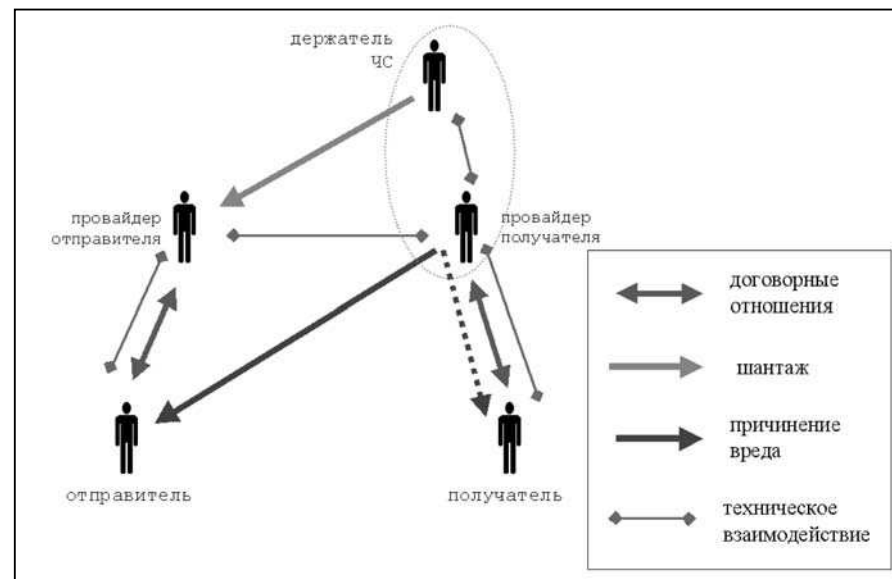 держатель
ЧС
провайдер
отправителя
провайдер
получателя
отправитель
получатель
договорные
отношения
шантаж
причинение
вреда
техническое
взаимодействие